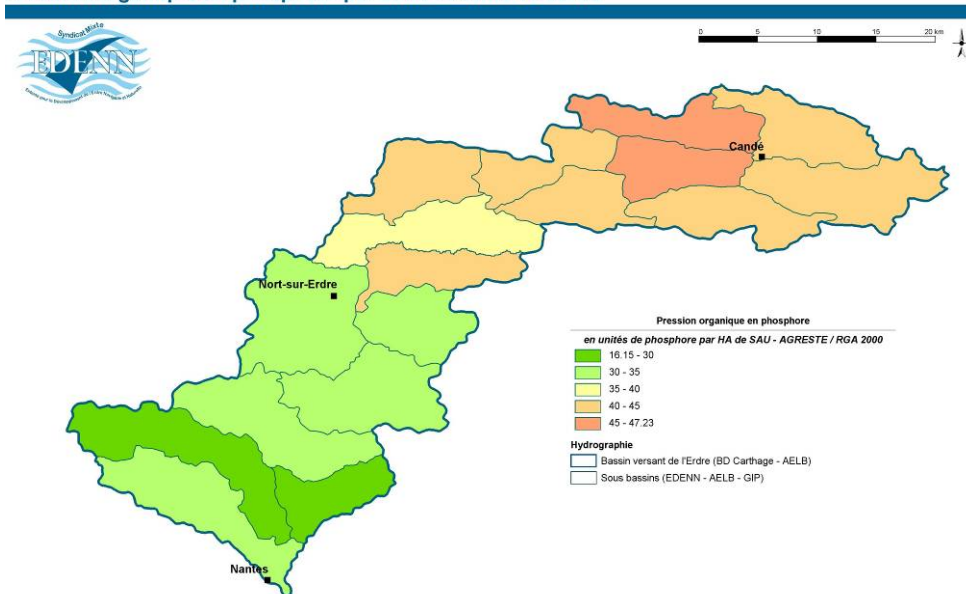 Syndicat Mixte
EDENN
0 5 10 15 20 km
Candé
Nort-sur-Erdre
Nantes
Pression organique en phosphore
en unités de phosphore par HA de SAU - AGRESTE / RGA 2000
16.15 - 30
30 - 35
35 - 40
40 - 45
45 - 47.23
Hydrographie
Bassin versant de l'Erdre (BD Carthage - AELB)
Sous bassins (EDENN - AELB - GIP)